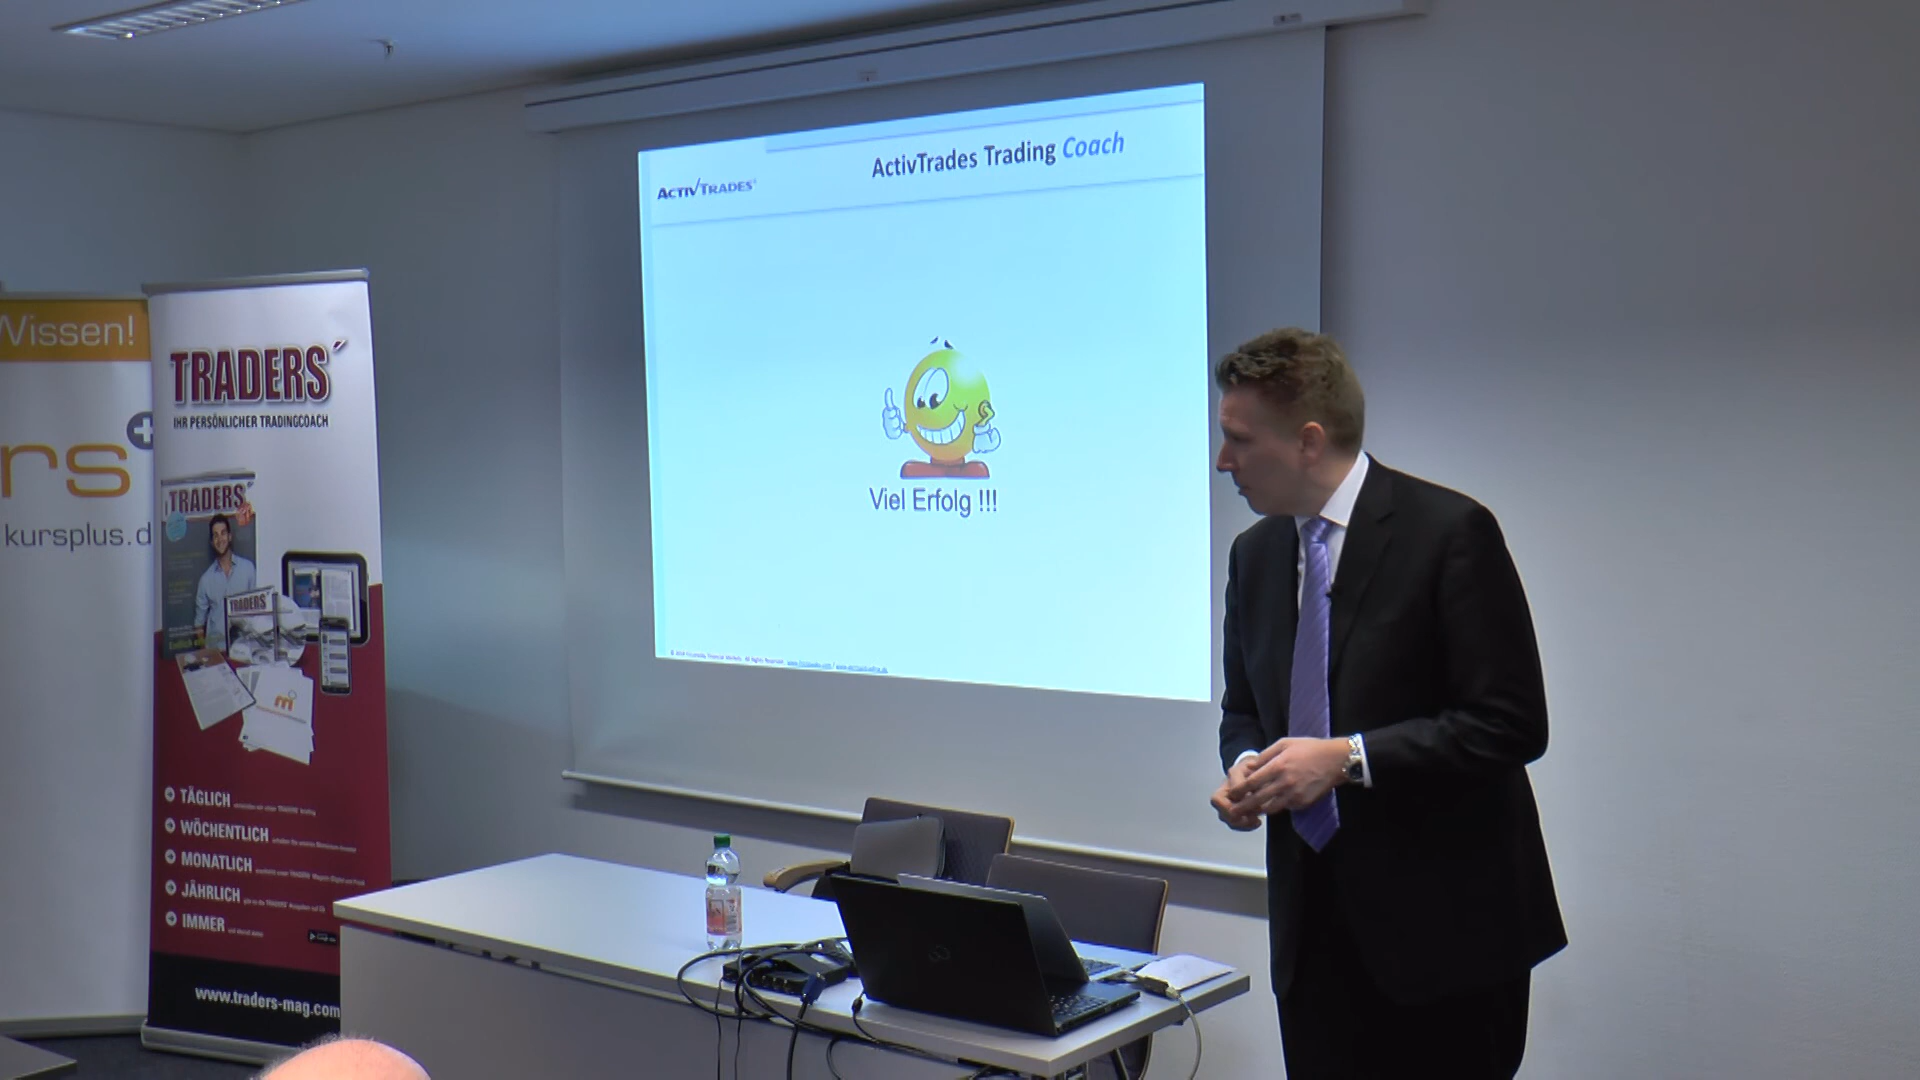 ActivTrades Trading Coach
ACTIVTRADES
Viel Erfolg !!!
Wissen!
rs+
kursplus.d
TRADERS´
IHR PERSÖNLICHER TRADINGCOACH
TRADERS´
TRADERS´
TÄGLICH
WÖCHENTLICH
MONATLICH
JÄHRLICH
IMMER
www.traders-mag.com